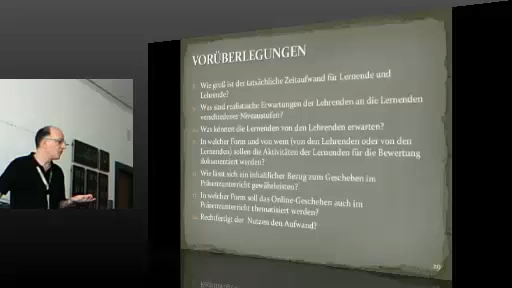 VORÜBERLEGUNGEN
Wie groß ist der tatsächliche Zeitaufwand für Lernende und
Lehrende?
Was sind realistische Erwartungen der Lehrenden an die Lernenden
verschiedener Niveaustufen?
Was könnent die Lernenden von den Lehrenden erwarten?
In welcher Form und von wem (von den Lehrenden oder von den
Lernenden) sollen die Aktivitäten der Lernenden für die Bewertung
dokumentiert werden?
Wie lässt sich ein inhaltlicher Bezug zum Geschehen im
Präsenzunterricht gewährleisten?
In welcher Form soll das Online-Geschehen auch im
Präsenzunterricht thematisiert werden?
Rechtfertigt der Nutzen den Aufwand?